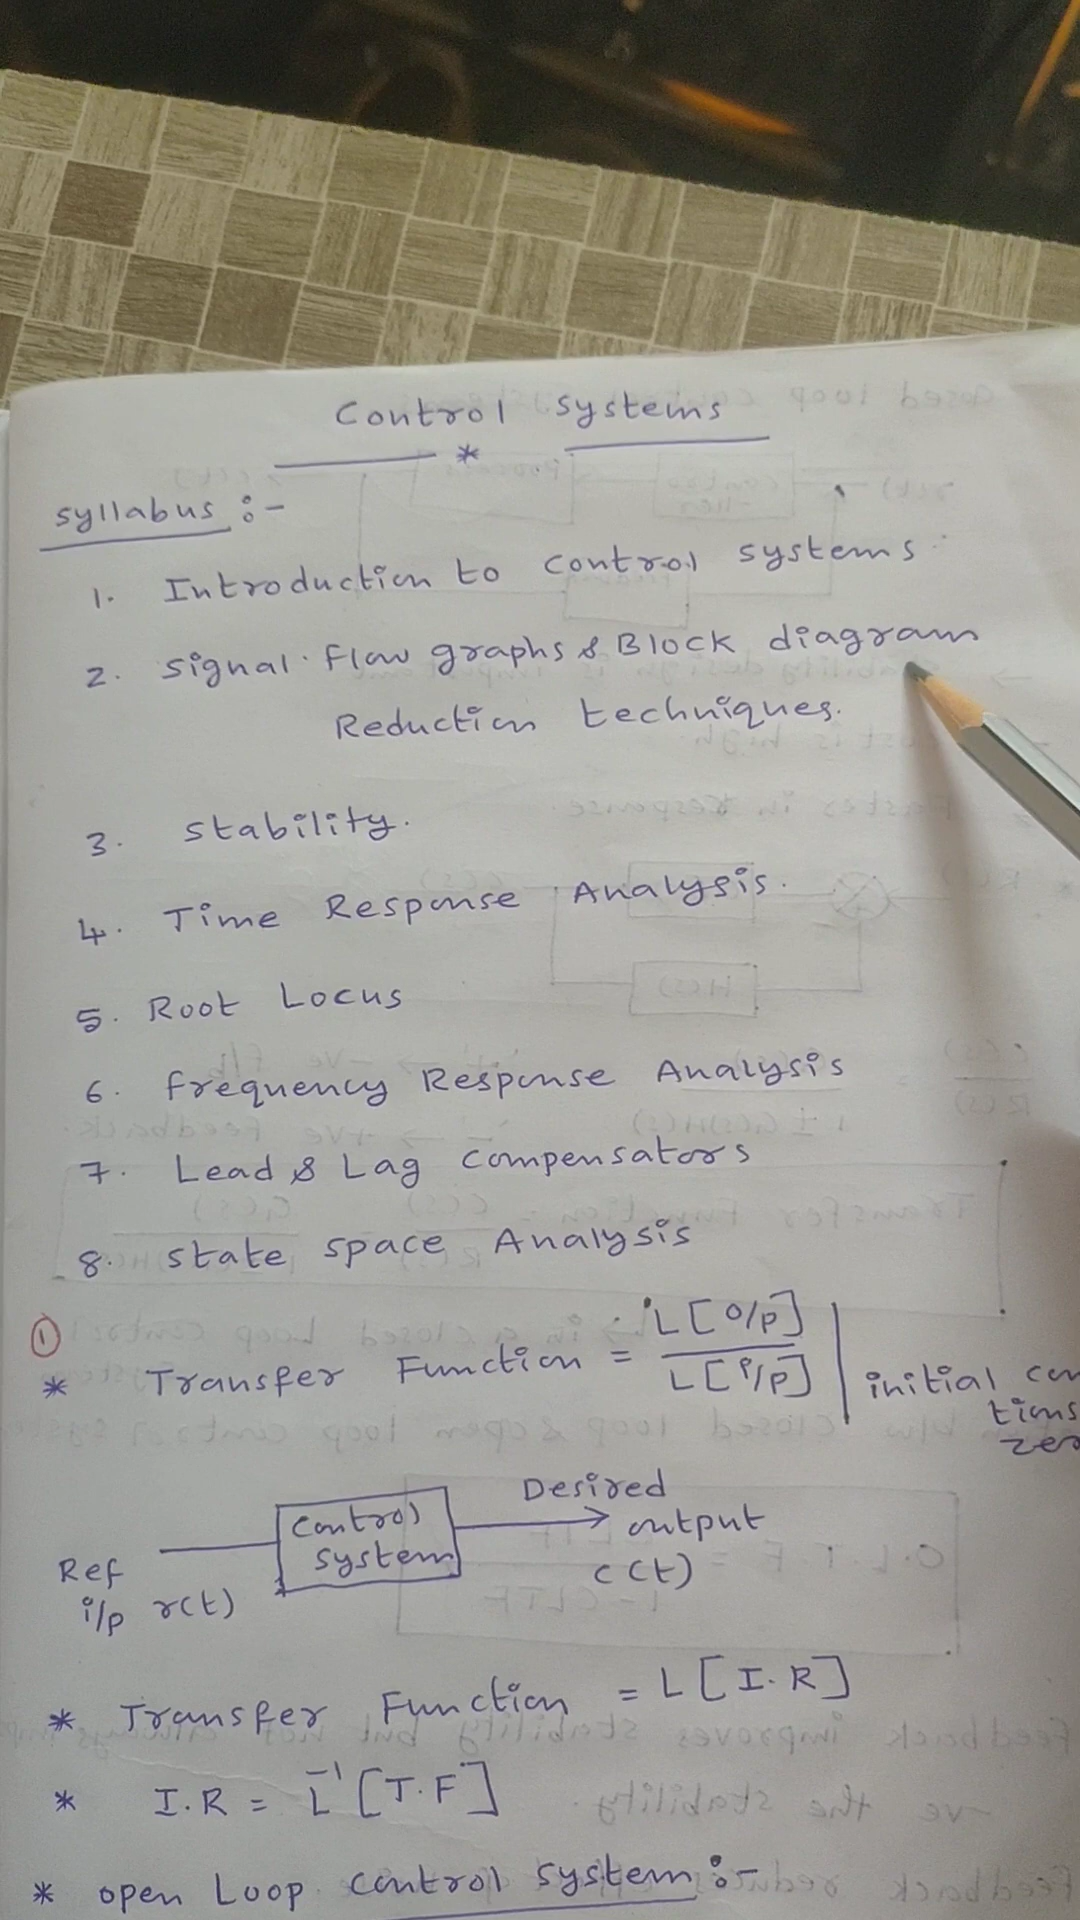 Control systems
*
syllabus :-
1. Introduction to control systems
2. Signal flow graphs & Block diagram
Reduction techniques.
3. stability.
4. Time Response Analysis.
5. Root Locus
6. frequency Response Analysis
7. Lead & Lag compensators
8. state space Analysis
①
* Transfer Function = L[O/p] / L[i/p] | initial con
tions
zer
Desired
control
system
output
c(t)
Ref
i/p r(t)
* Transfer Function = L[I.R]
* I.R = L⁻¹[T.F]
* open Loop control system :-